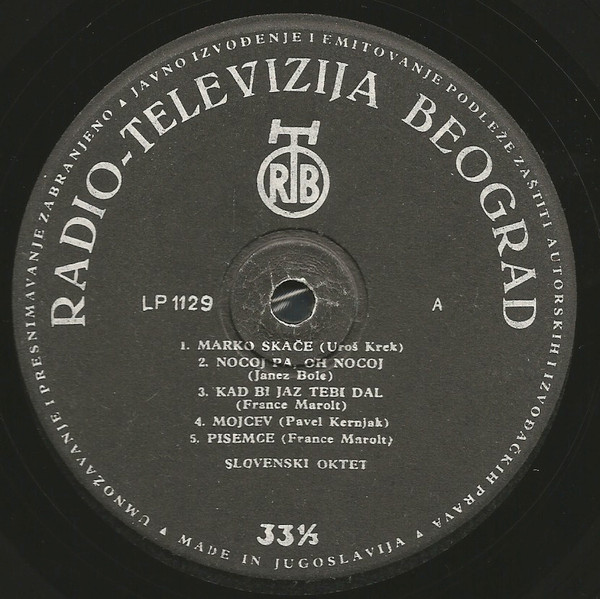 UMNOZAVANJE I PRESNIMAVANJE ZABRANJENO ▲ JAVNO IZVOĐENJE I EMITOVANJE PODLEŽE ZAŠTITI AUTORSKIH I IZVOĐAČKIH PRAVA ▲ MADE IN JUGOSLAVIJA ▲
RADIO-TELEVIZIJA BEOGRAD
RTB
LP 1129
A
1. MARKO SKAČE (Uroš Krek)
2. NOCOJ PA, OH NOCOJ
(Janez Bole)
3. KAD BI JAZ TEBI DAL
(France Marolt)
4. MOJCEV (Pavel Kernjak)
5. PISEMCE (France Marolt)
SLOVENSKI OKTET
33⅓